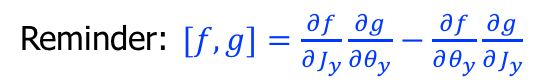 Reminder: [f, g] = ∂f/∂J_y ∂g/∂θ_y − ∂f/∂θ_y ∂g/∂J_y